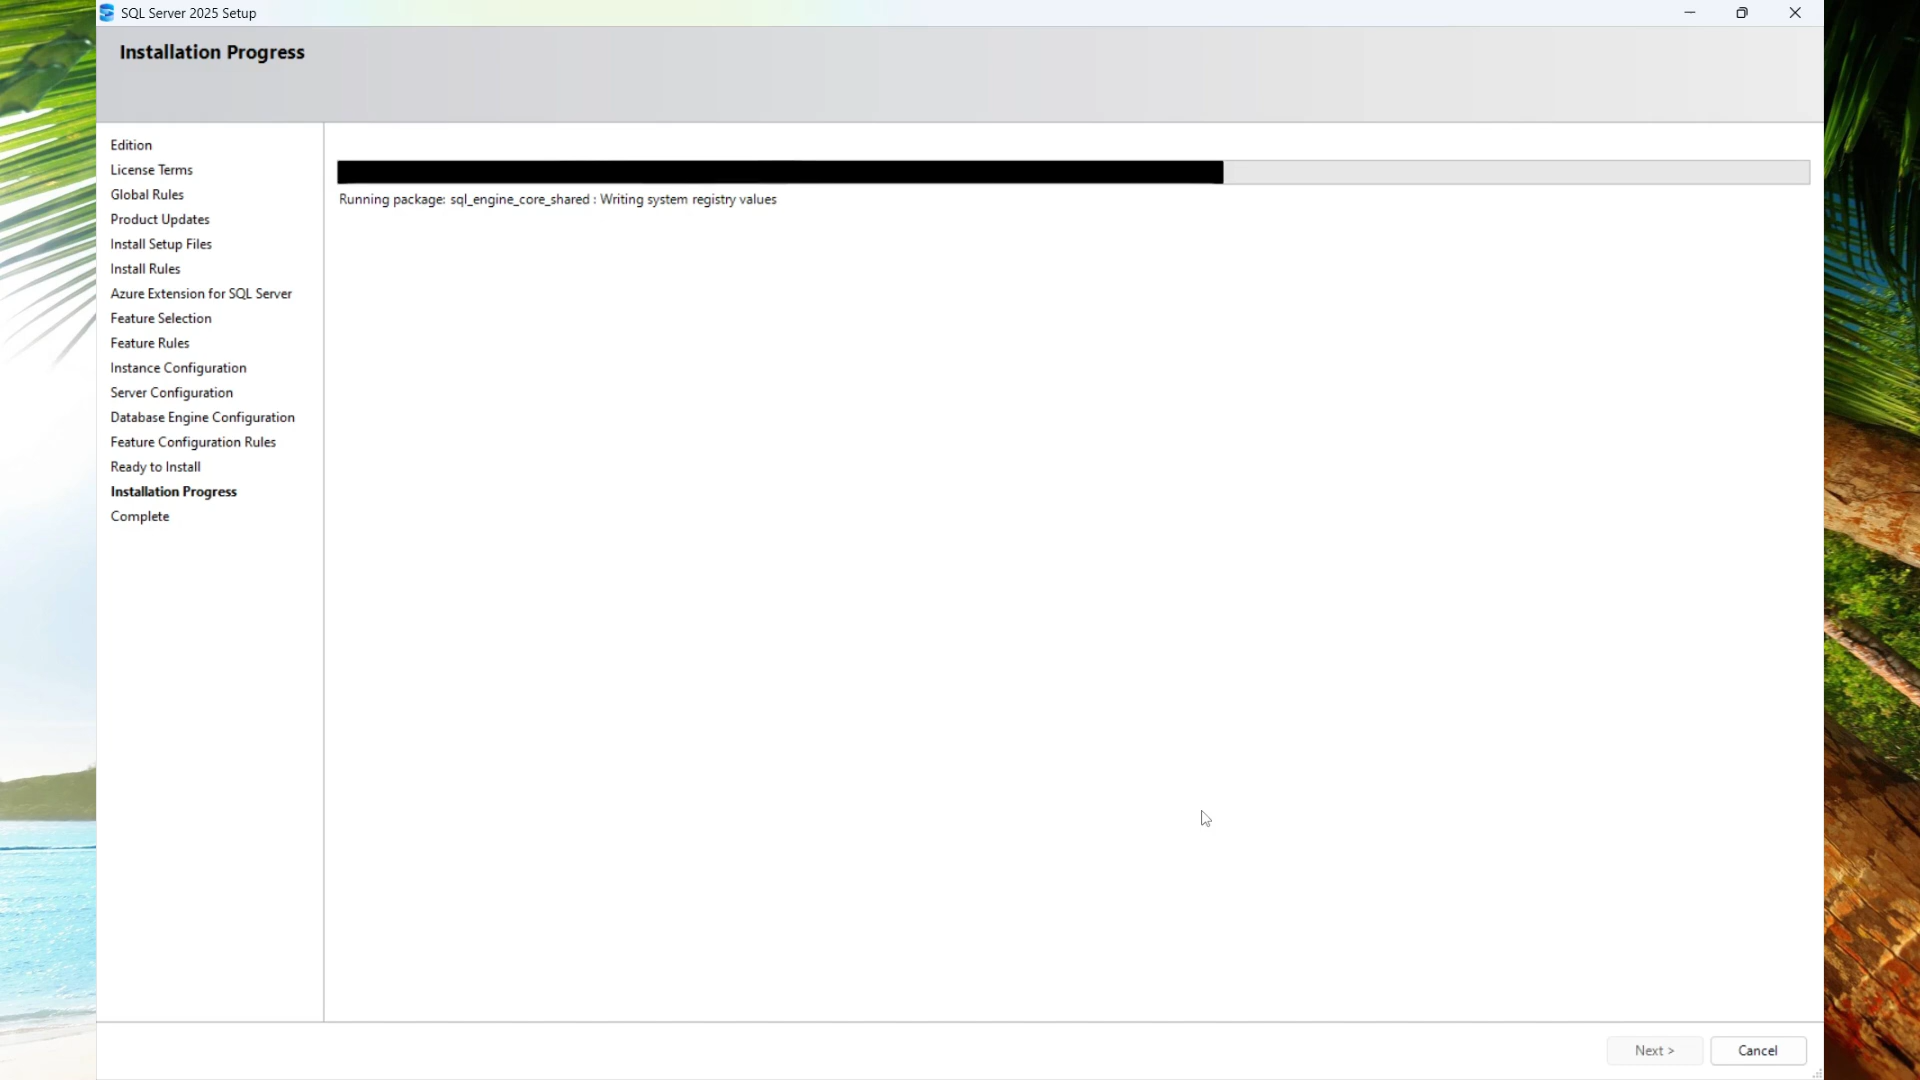 SQL Server 2025 Setup
Installation Progress
Edition
License Terms
Global Rules
Product Updates
Install Setup Files
Install Rules
Azure Extension for SQL Server
Feature Selection
Feature Rules
Instance Configuration
Server Configuration
Database Engine Configuration
Feature Configuration Rules
Ready to Install
Installation Progress
Complete
Running package: sql_engine_core_shared : Writing system registry values
Next >
Cancel